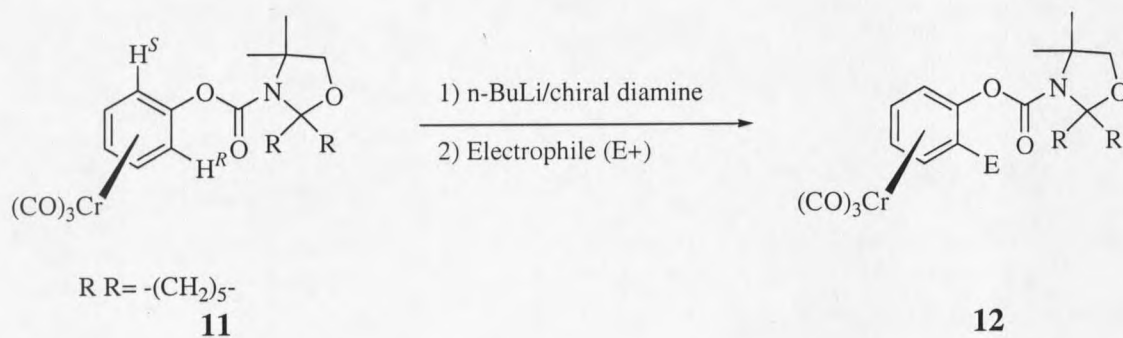 H^S
O
N
O
O
R
R
H^R
(CO)₃Cr
R R= -(CH₂)₅-
11
1) n-BuLi/chiral diamine
2) Electrophile (E+)
O
N
O
O
R
R
E
(CO)₃Cr
12